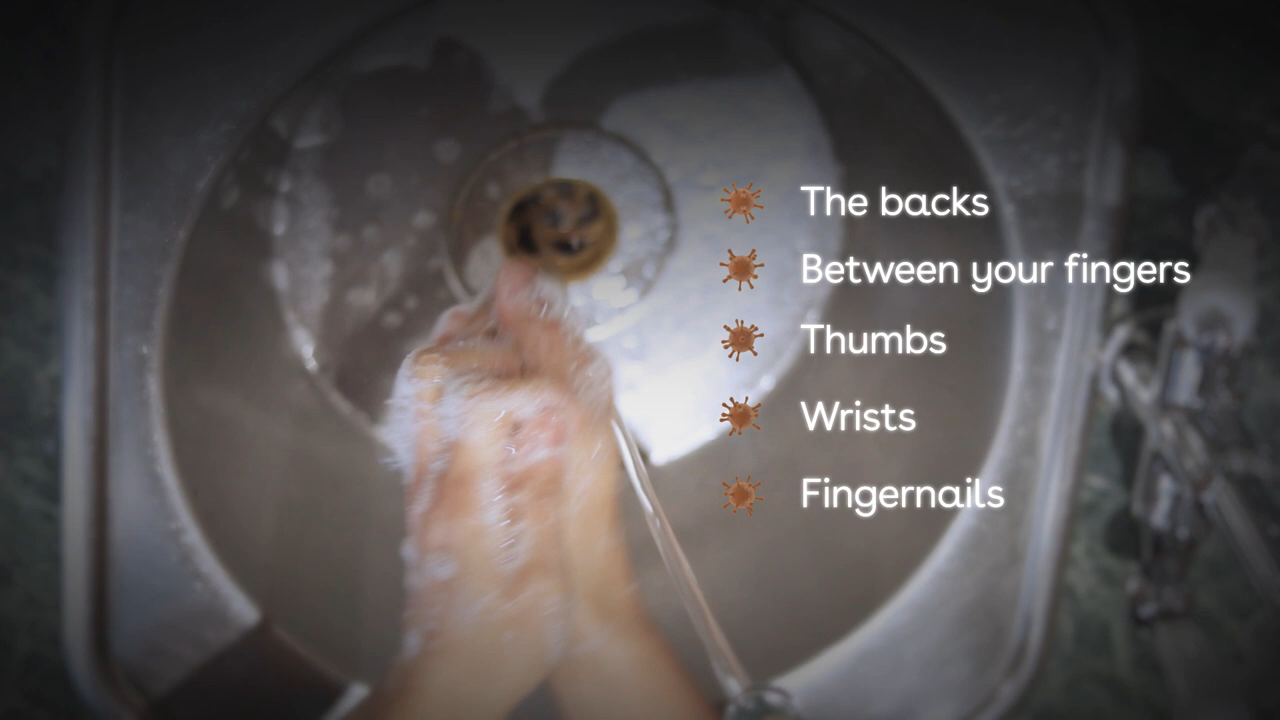 The backs
Between your fingers
Thumbs
Wrists
Fingernails